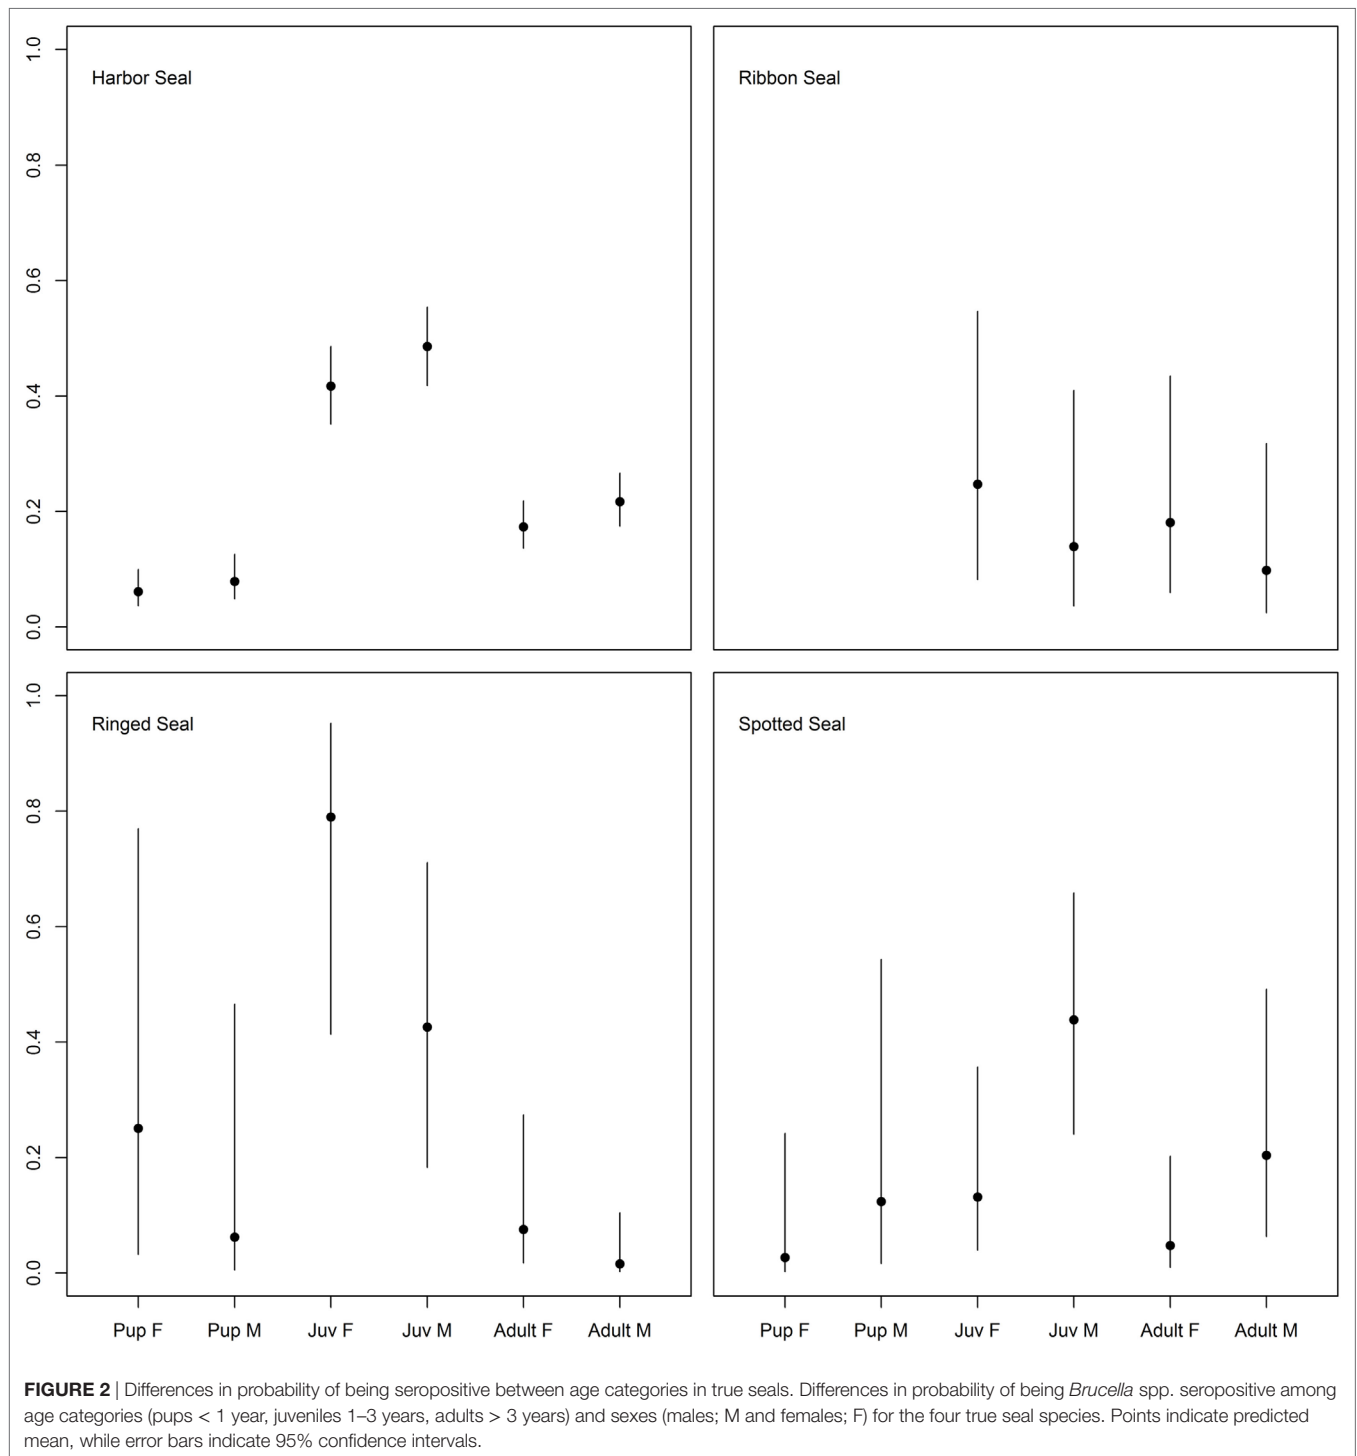 Harbor Seal
Ribbon Seal
1.0
0.8
0.6
0.4
0.2
0.0
Ringed Seal
Spotted Seal
1.0
0.8
0.6
0.4
0.2
0.0
Pup F Pup M Juv F Juv M Adult F Adult M
Pup F Pup M Juv F Juv M Adult F Adult M
FIGURE 2 | Differences in probability of being seropositive between age categories in true seals. Differences in probability of being Brucella spp. seropositive among
age categories (pups < 1 year, juveniles 1–3 years, adults > 3 years) and sexes (males; M and females; F) for the four true seal species. Points indicate predicted
mean, while error bars indicate 95% confidence intervals.